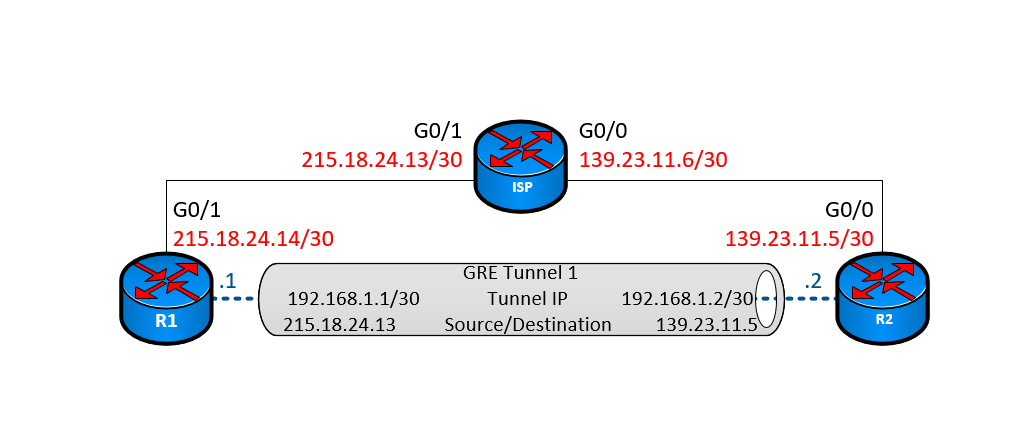 G0/1
G0/0
215.18.24.13/30
139.23.11.6/30
ISP
G0/1
G0/0
215.18.24.14/30
139.23.11.5/30
GRE Tunnel 1
.1
.2
192.168.1.1/30 Tunnel IP 192.168.1.2/30
R1
R2
215.18.24.13 Source/Destination 139.23.11.5